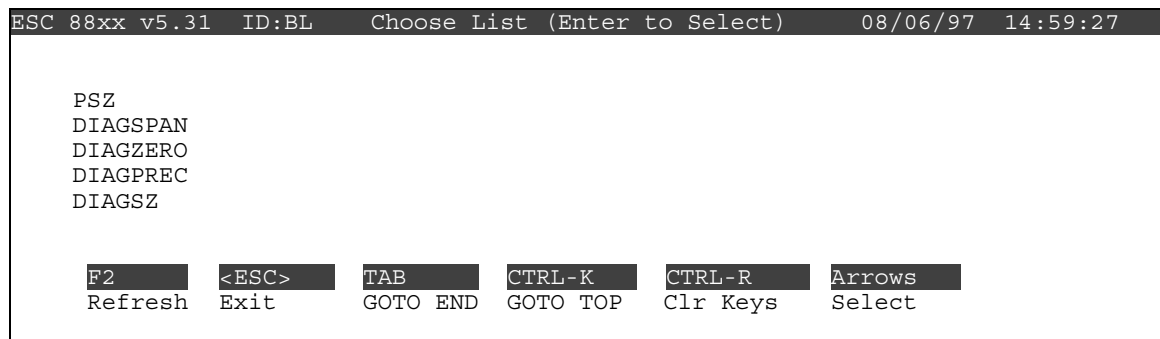 ESC 88xx v5.31 ID:BL Choose List (Enter to Select) 08/06/97 14:59:27
PSZ
DIAGSPAN
DIAGZERO
DIAGPREC
DIAGSZ
F2 <ESC> TAB CTRL-K CTRL-R Arrows
Refresh Exit GOTO END GOTO TOP Clr Keys Select